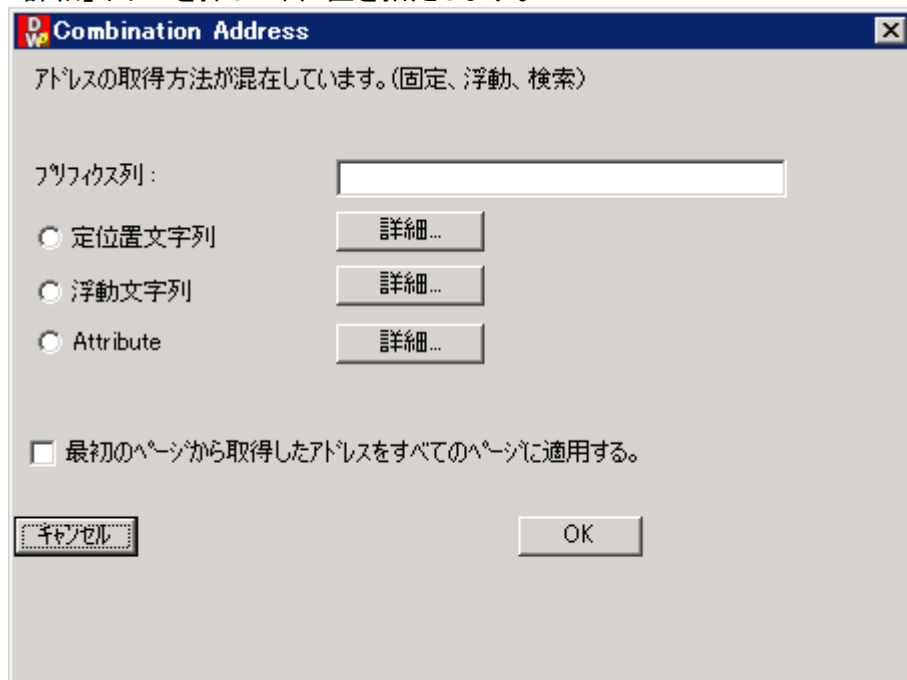 Combination Address
ｱﾄﾞﾚｽの取得方法が混在しています。(固定、浮動、検索)
ﾌﾟﾘﾌｨｸｽ列：
定位置文字列
詳細...
浮動文字列
詳細...
Attribute
詳細...
最初のﾍﾟｰｼﾞから取得したｱﾄﾞﾚｽをすべてのﾍﾟｰｼﾞに適用する。
ｷｬﾝｾﾙ
OK